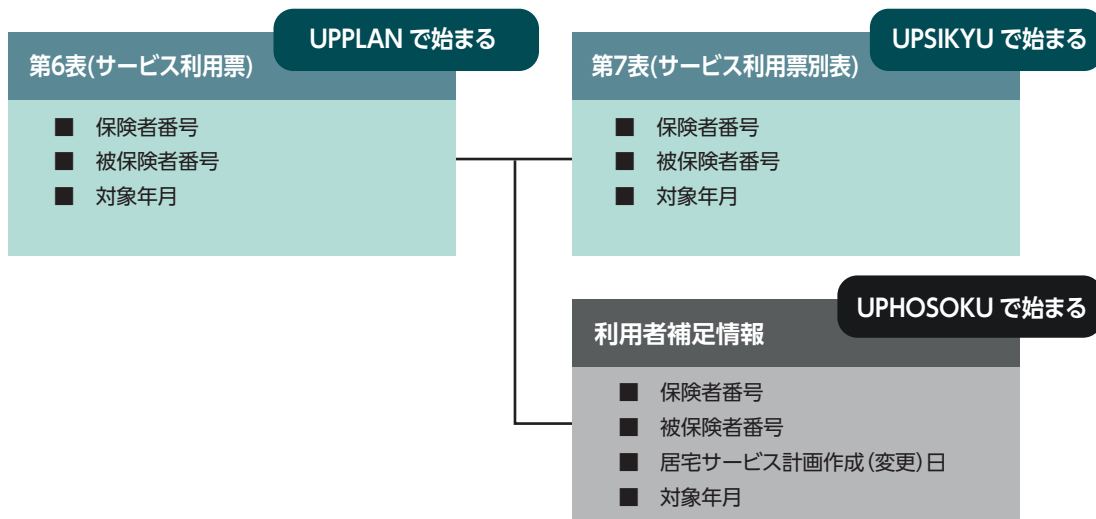 UPPLAN で始まる
第6表(サービス利用票)
■ 保険者番号
■ 被保険者番号
■ 対象年月
UPSIKYU で始まる
第7表(サービス利用票別表)
■ 保険者番号
■ 被保険者番号
■ 対象年月
UPHOSOKU で始まる
利用者補足情報
■ 保険者番号
■ 被保険者番号
■ 居宅サービス計画作成(変更)日
■ 対象年月